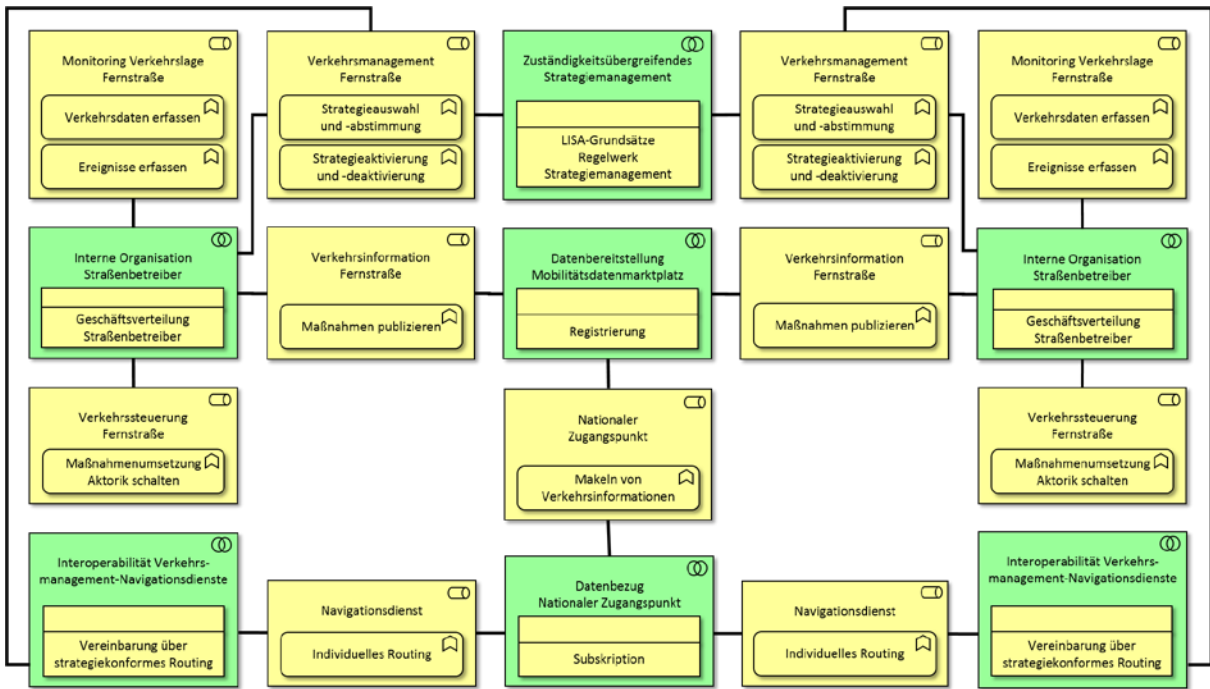 Monitoring Verkehrslage
Fernstraße
Verkehrsdaten erfassen
Ereignisse erfassen
Verkehrsmanagement
Fernstraße
Strategieauswahl
und -abstimmung
Strategieaktivierung
und -deaktivierung
Zuständigkeitsübergreifendes
Strategiemanagement
LISA-Grundsätze
Regelwerk
Strategiemanagement
Verkehrsmanagement
Fernstraße
Strategieauswahl
und -abstimmung
Strategieaktivierung
und -deaktivierung
Monitoring Verkehrslage
Fernstraße
Verkehrsdaten erfassen
Ereignisse erfassen
Interne Organisation
Straßenbetreiber
Geschäftsverteilung
Straßenbetreiber
Verkehrsinformation
Fernstraße
Maßnahmen publizieren
Datenbereitstellung
Mobilitätsdatenmarktplatz
Registrierung
Verkehrsinformation
Fernstraße
Maßnahmen publizieren
Interne Organisation
Straßenbetreiber
Geschäftsverteilung
Straßenbetreiber
Verkehrssteuerung
Fernstraße
Maßnahmenumsetzung
Aktorik schalten
Nationaler
Zugangspunkt
Makeln von
Verkehrsinformationen
Verkehrssteuerung
Fernstraße
Maßnahmenumsetzung
Aktorik schalten
Interoperabilität Verkehrs-
management-Navigationsdienste
Vereinbarung über
strategiekonformes Routing
Navigationsdienst
Individuelles Routing
Datenbezug
Nationaler Zugangspunkt
Subskription
Navigationsdienst
Individuelles Routing
Interoperabilität Verkehrs-
management-Navigationsdienste
Vereinbarung über
strategiekonformes Routing